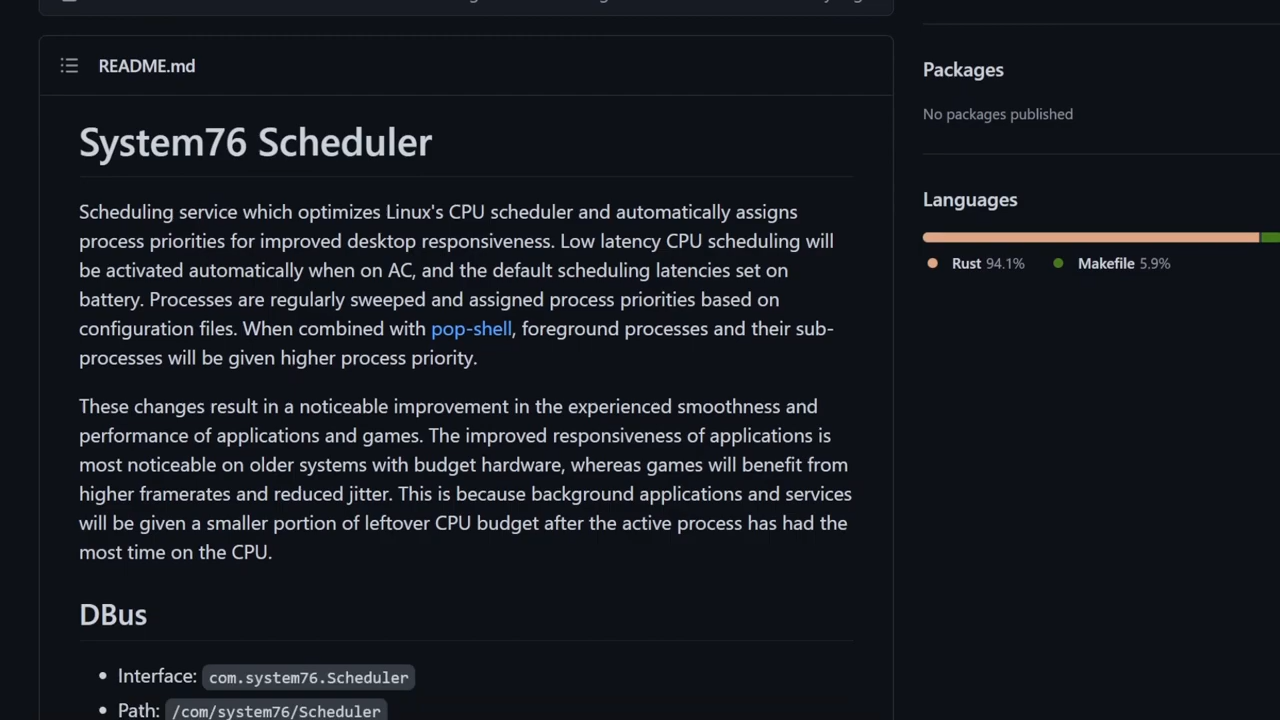 README.md
System76 Scheduler
Scheduling service which optimizes Linux's CPU scheduler and automatically assigns
process priorities for improved desktop responsiveness. Low latency CPU scheduling will
be activated automatically when on AC, and the default scheduling latencies set on
battery. Processes are regularly sweeped and assigned process priorities based on
configuration files. When combined with pop-shell, foreground processes and their sub-
processes will be given higher process priority.
These changes result in a noticeable improvement in the experienced smoothness and
performance of applications and games. The improved responsiveness of applications is
most noticeable on older systems with budget hardware, whereas games will benefit from
higher framerates and reduced jitter. This is because background applications and services
will be given a smaller portion of leftover CPU budget after the active process has had the
most time on the CPU.
DBus
Interface: com.system76.Scheduler
Path: /com/system76/Scheduler
Packages
No packages published
Languages
Rust 94.1% Makefile 5.9%